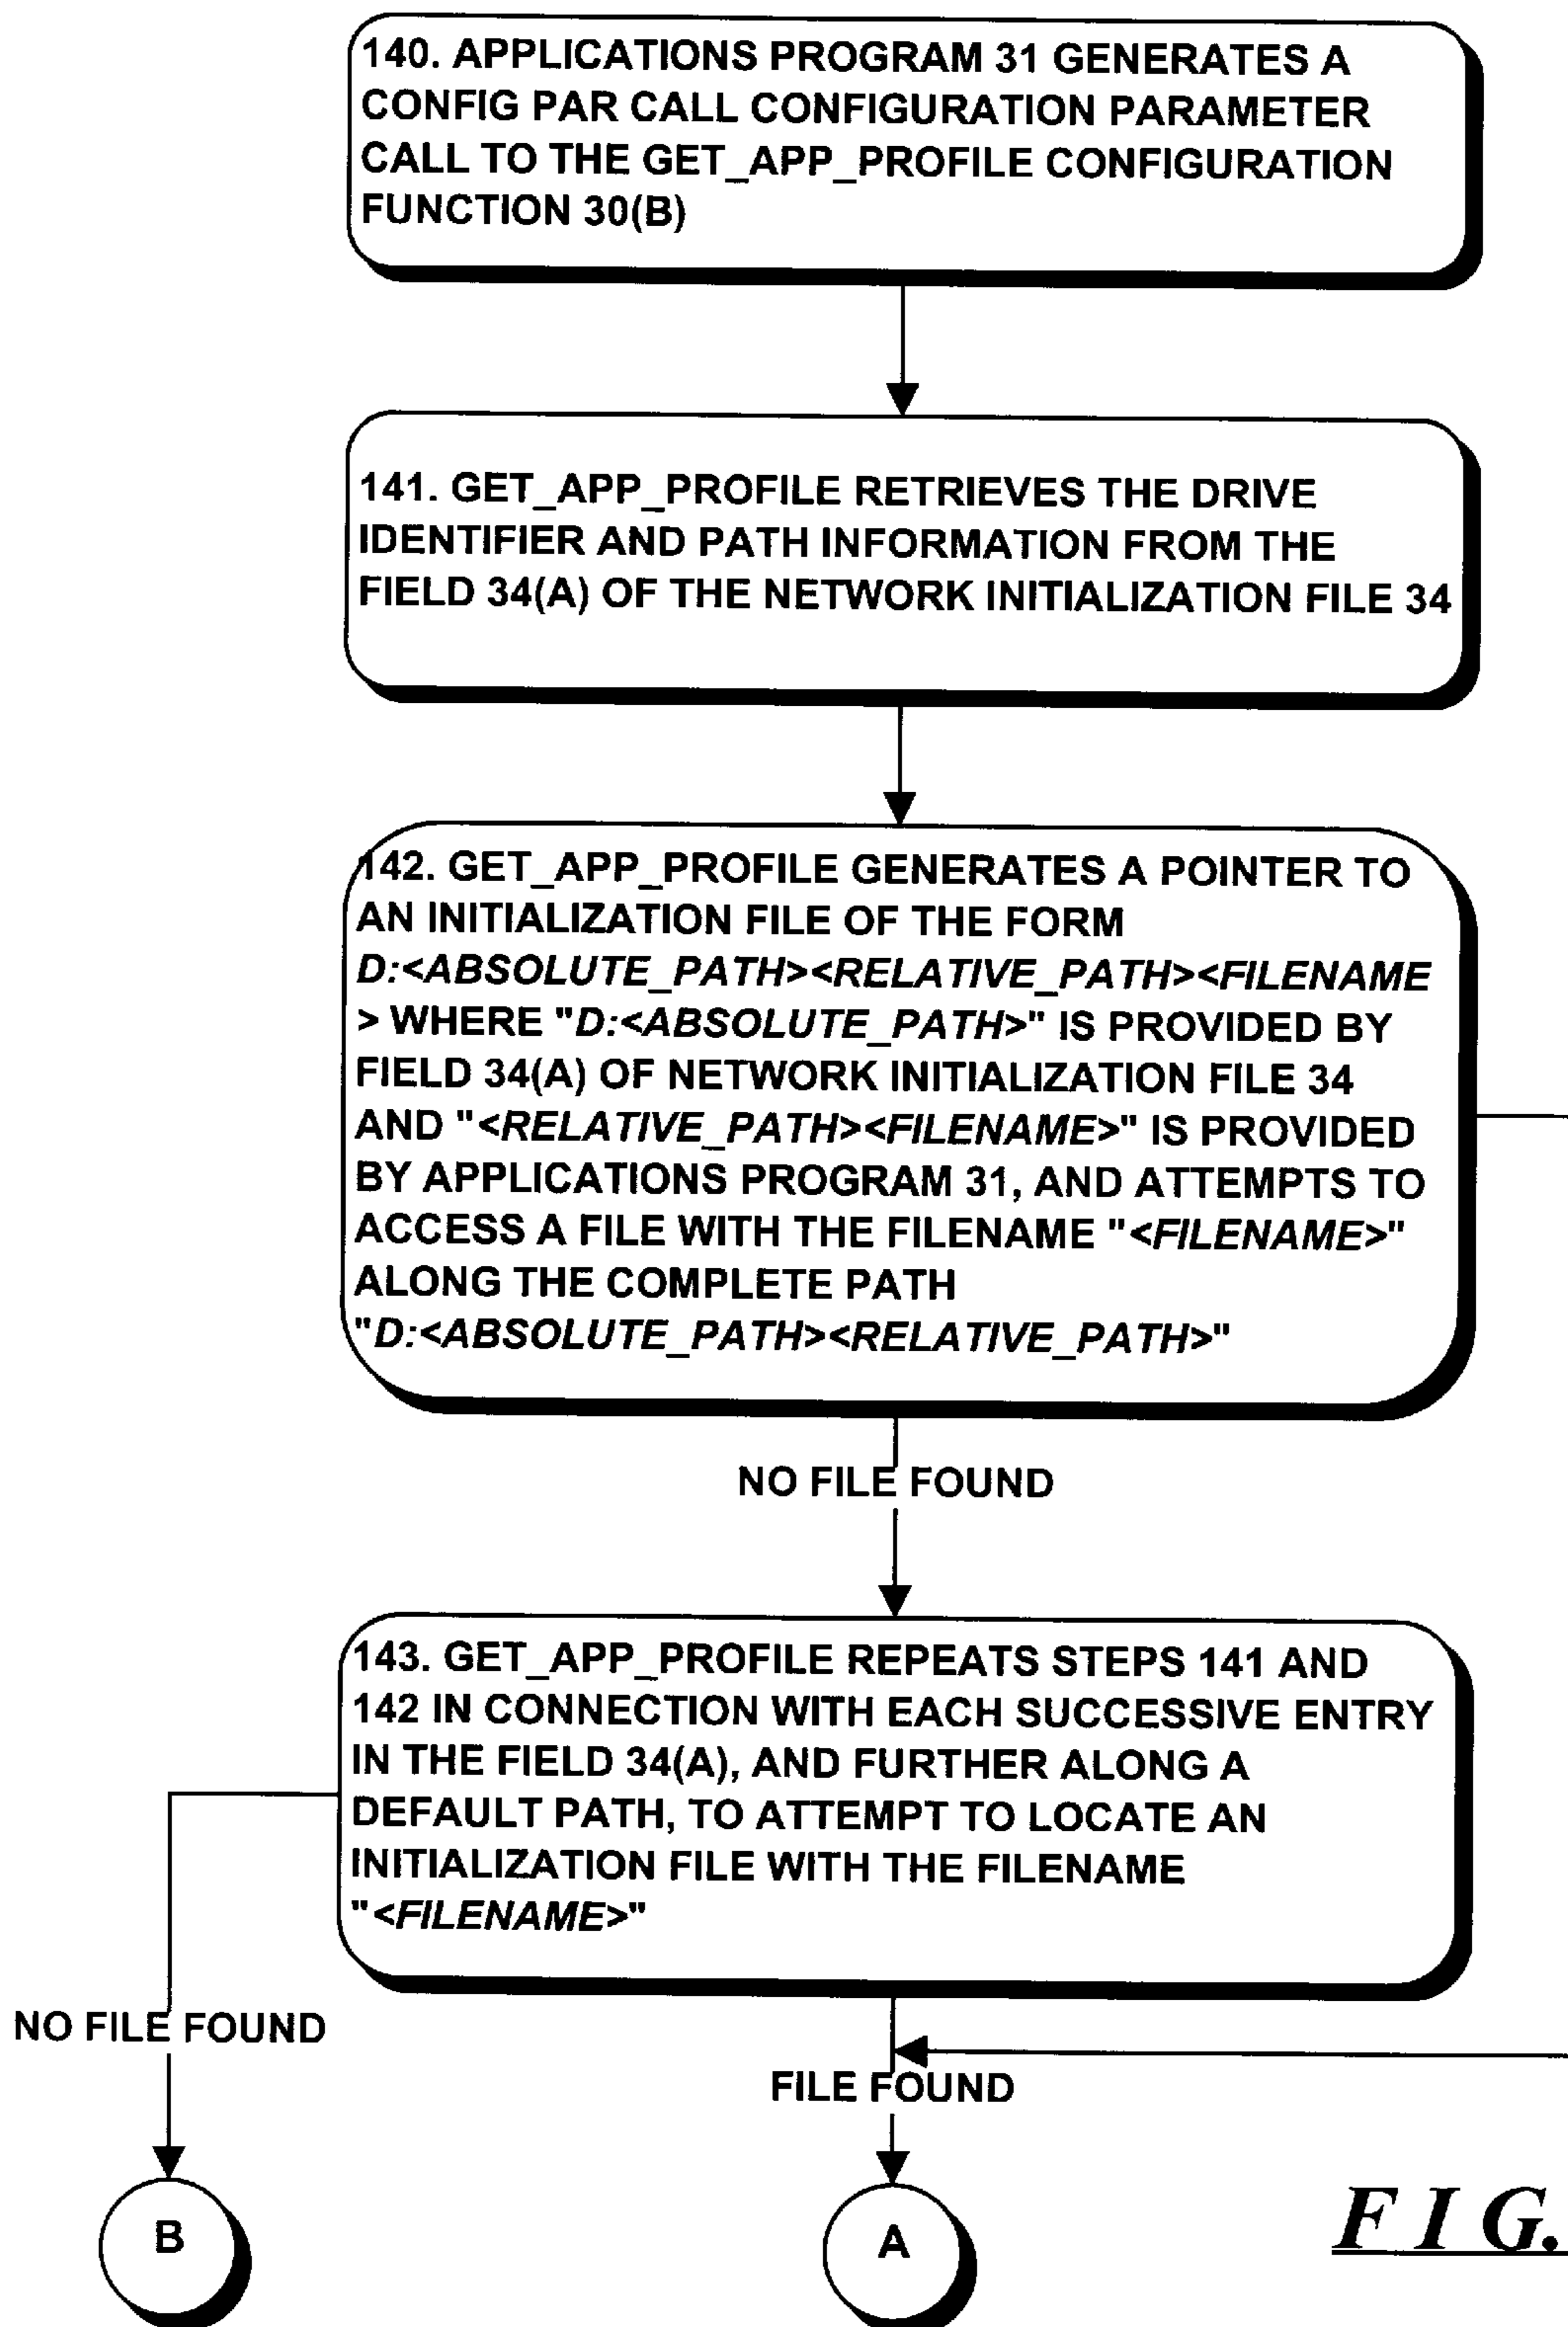 140. APPLICATIONS PROGRAM 31 GENERATES A
CONFIG PAR CALL CONFIGURATION PARAMETER
CALL TO THE GET_APP_PROFILE CONFIGURATION
FUNCTION 30(B)
141. GET_APP_PROFILE RETRIEVES THE DRIVE
IDENTIFIER AND PATH INFORMATION FROM THE
FIELD 34(A) OF THE NETWORK INITIALIZATION FILE 34
142. GET_APP_PROFILE GENERATES A POINTER TO
AN INITIALIZATION FILE OF THE FORM
D:<ABSOLUTE_PATH><RELATIVE_PATH><FILENAME
> WHERE "D:<ABSOLUTE_PATH>" IS PROVIDED BY
FIELD 34(A) OF NETWORK INITIALIZATION FILE 34
AND "<RELATIVE_PATH><FILENAME>" IS PROVIDED
BY APPLICATIONS PROGRAM 31, AND ATTEMPTS TO
ACCESS A FILE WITH THE FILENAME "<FILENAME>"
ALONG THE COMPLETE PATH
"D:<ABSOLUTE_PATH><RELATIVE_PATH>"
NO FILE FOUND
143. GET_APP_PROFILE REPEATS STEPS 141 AND
142 IN CONNECTION WITH EACH SUCCESSIVE ENTRY
IN THE FIELD 34(A), AND FURTHER ALONG A
DEFAULT PATH, TO ATTEMPT TO LOCATE AN
INITIALIZATION FILE WITH THE FILENAME
"<FILENAME>"
NO FILE FOUND
FILE FOUND
B
A
FIG.